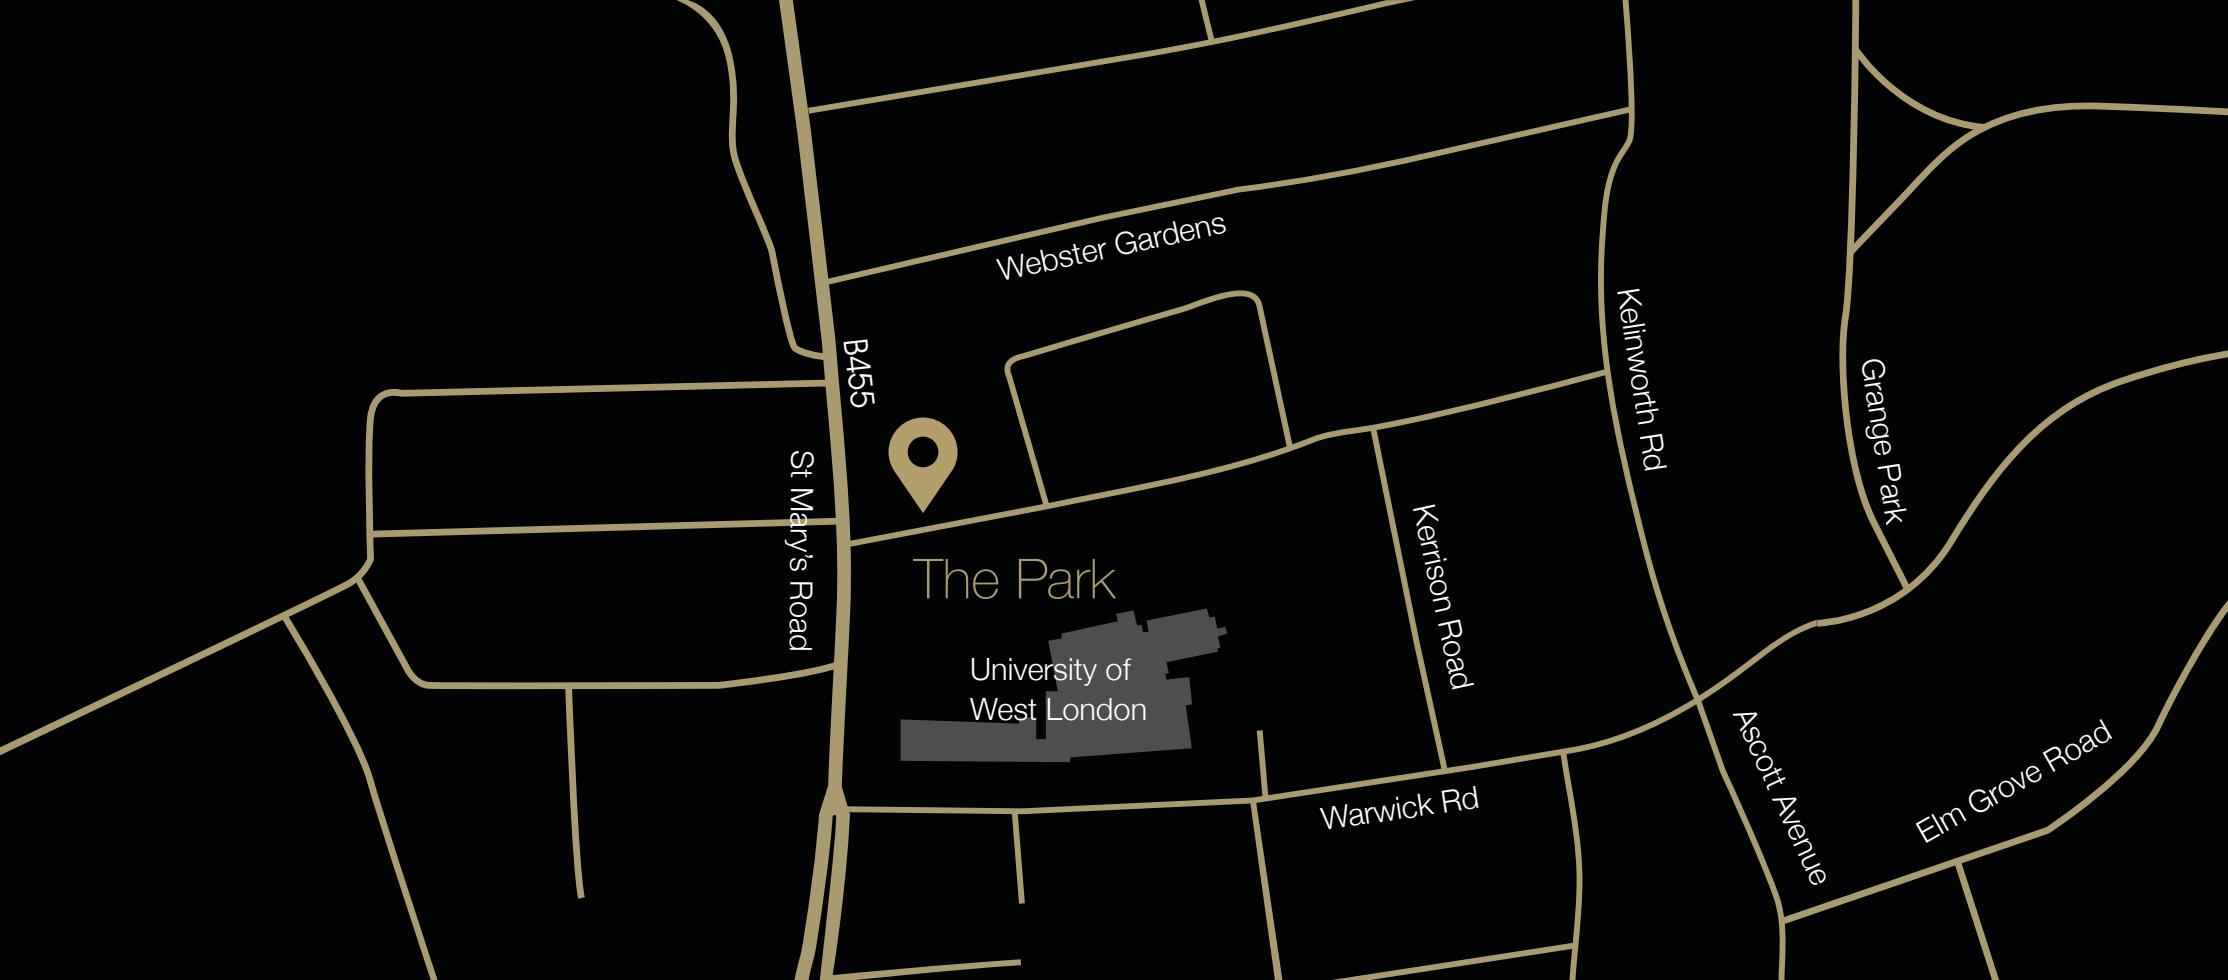 Webster Gardens
B455
Kelinworth Rd
Grange Park
St Mary's Road
Kerrison Road
The Park
University of
West London
Ascott Avenue
Elm Grove Road
Warwick Rd